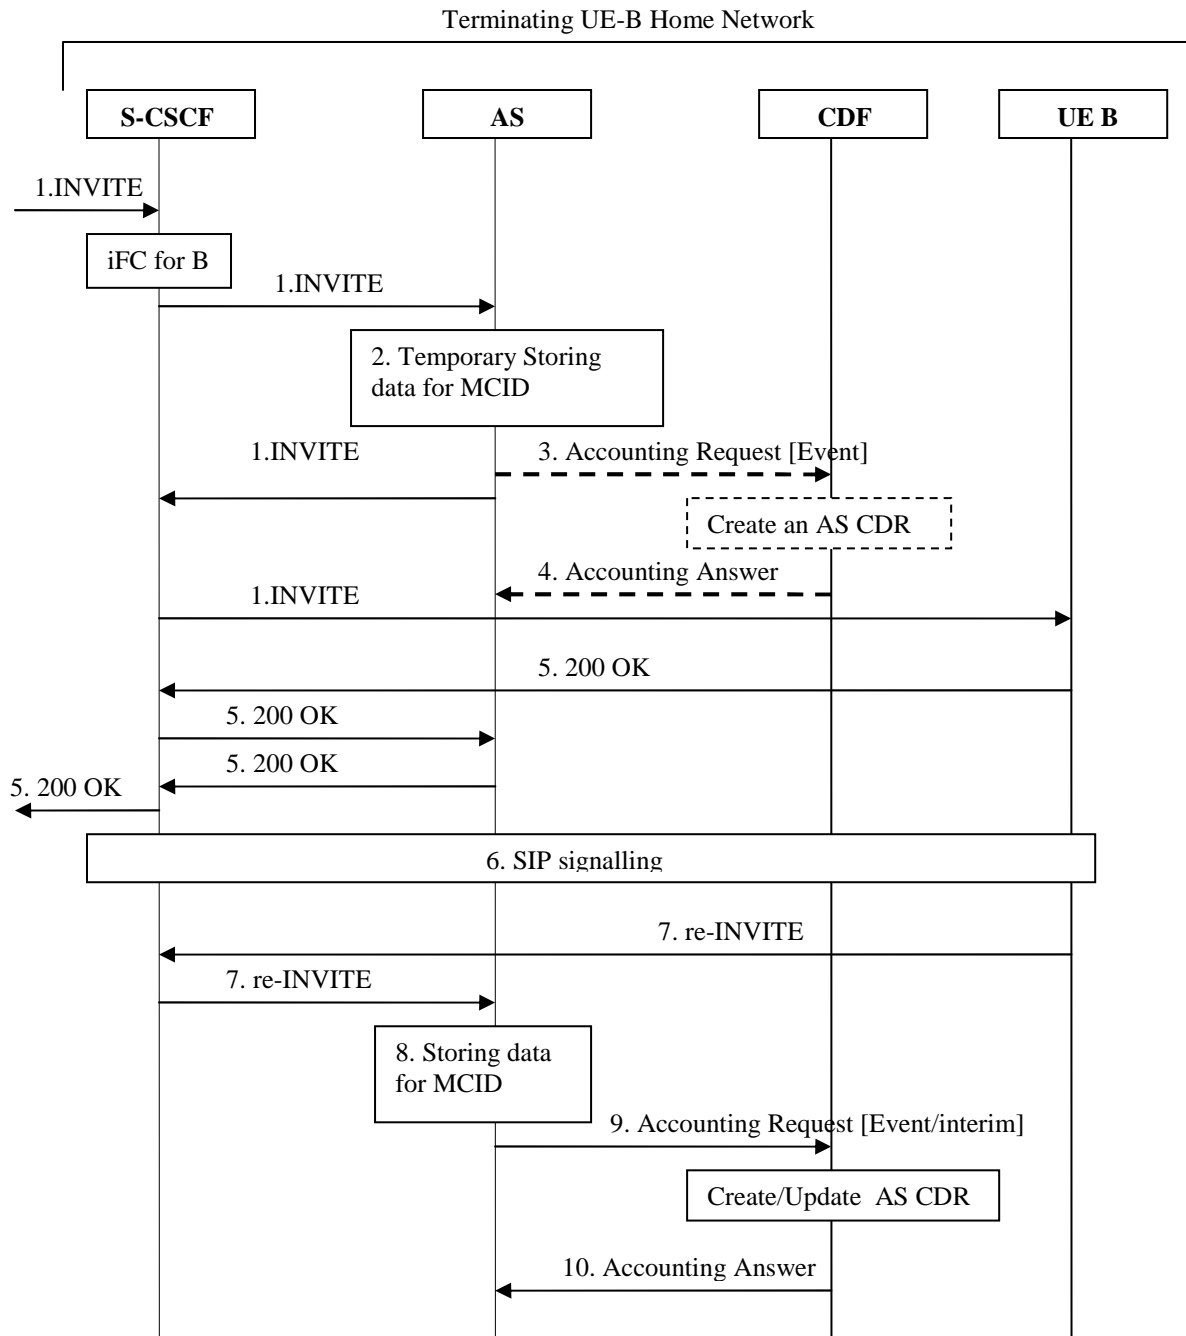 Terminating UE-B Home Network
S-CSCF
AS
CDF
UE B
1.INVITE
iFC for B
1.INVITE
2. Temporary Storing
data for MCID
1.INVITE
3. Accounting Request [Event]
Create an AS CDR
4. Accounting Answer
1.INVITE
5. 200 OK
5. 200 OK
5. 200 OK
5. 200 OK
6. SIP signalling
7. re-INVITE
7. re-INVITE
8. Storing data
for MCID
9. Accounting Request [Event/interim]
Create/Update  AS CDR
10. Accounting Answer